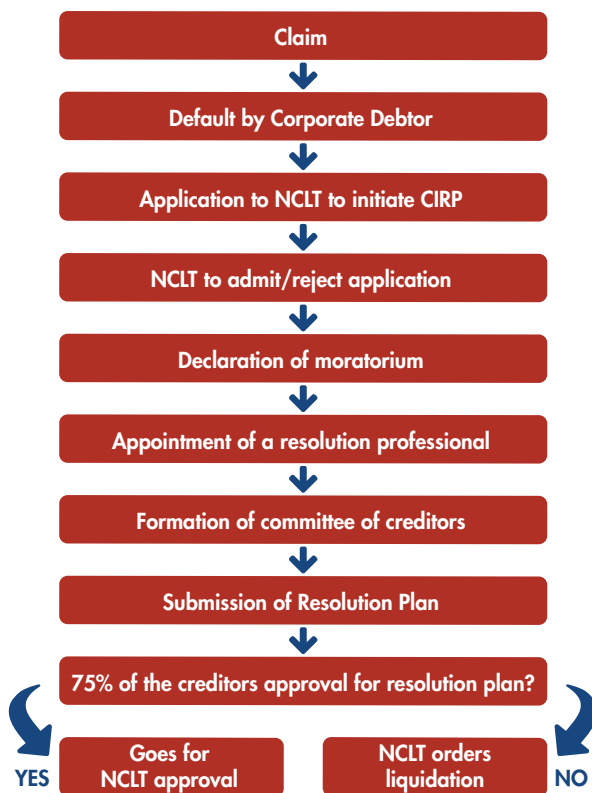 Claim
Default by Corporate Debtor
Application to NCLT to initiate CIRP
NCLT to admit/reject application
Declaration of moratorium
Appointment of a resolution professional
Formation of committee of creditors
Submission of Resolution Plan
75% of the creditors approval for resolution plan?
YES
Goes for
NCLT approval
NCLT orders
liquidation
NO